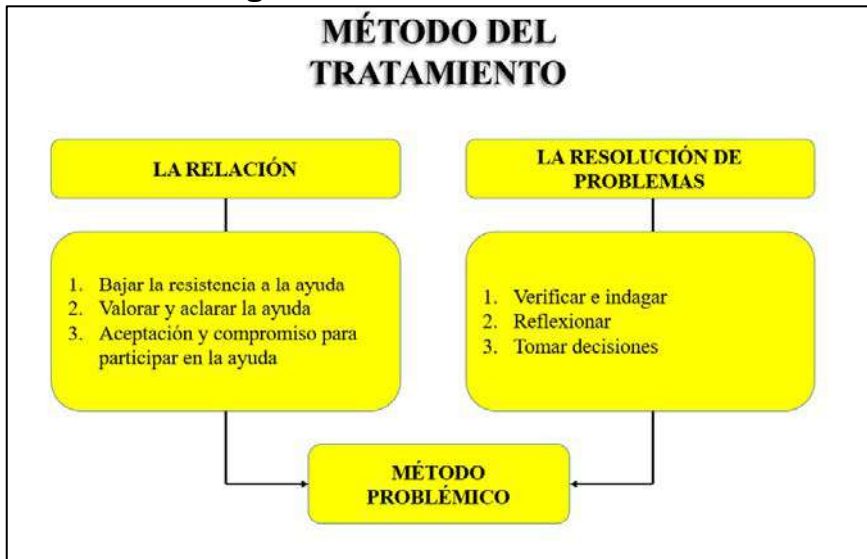 MÉTODO DEL
TRATAMIENTO
LA RELACIÓN
1. Bajar la resistencia a la ayuda
2. Valorar y aclarar la ayuda
3. Aceptación y compromiso para
participar en la ayuda
LA RESOLUCIÓN DE
PROBLEMAS
1. Verificar e indagar
2. Reflexionar
3. Tomar decisiones
MÉTODO
PROBLÉMICO